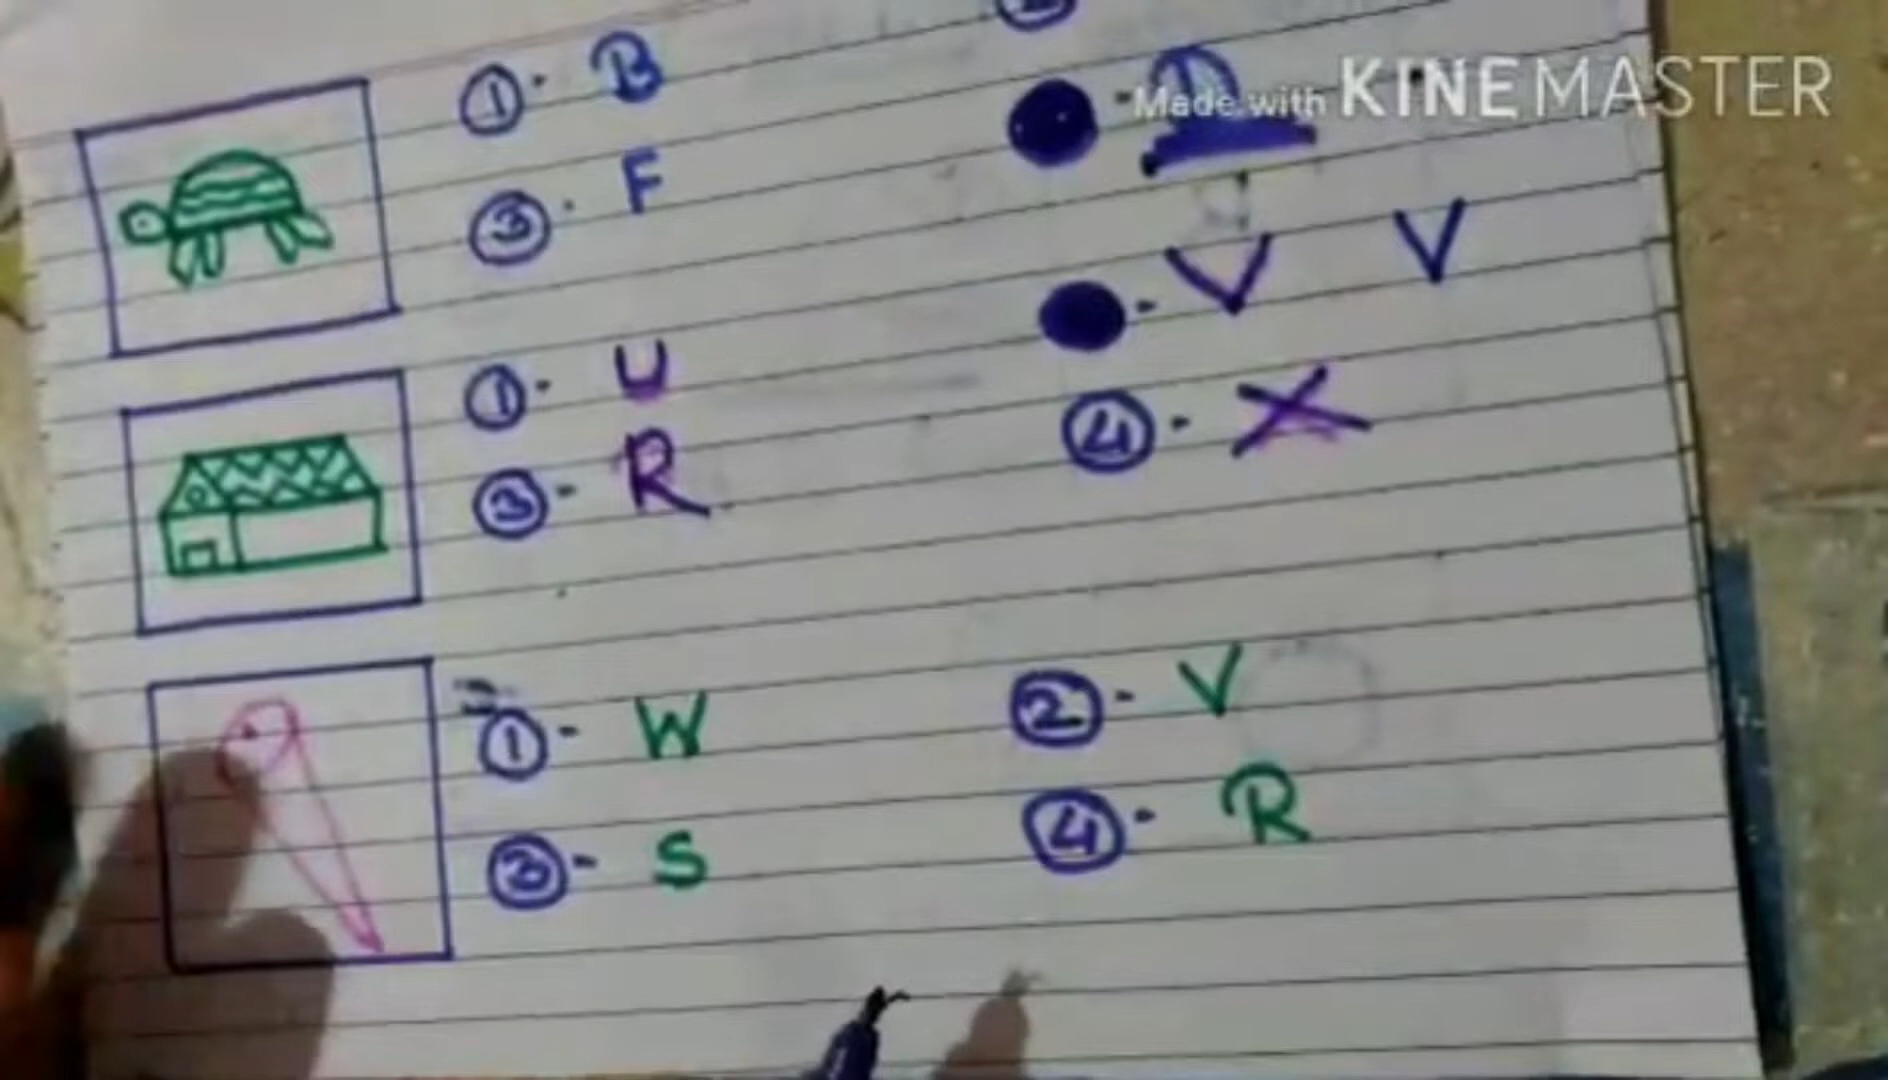 ① · B
Made with KINEMASTER
③ · F
- V V
① · U
④ · X
③ - R
① - W ② - V
③ - S ④ - R